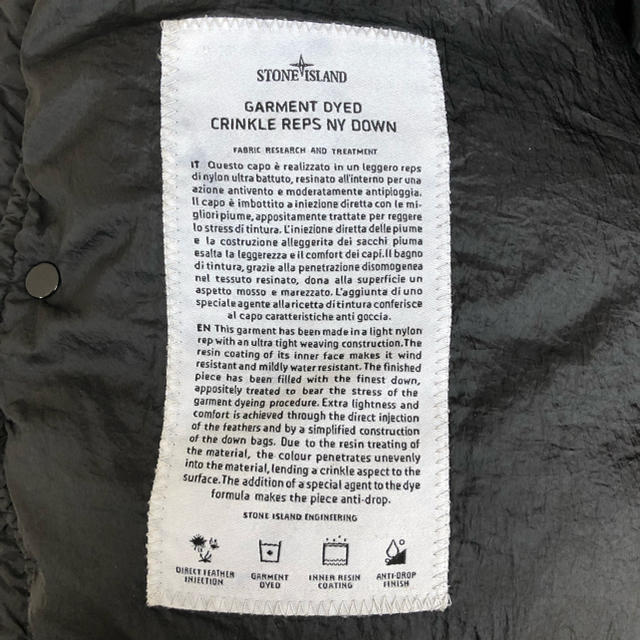 STONE ISLAND
GARMENT DYED
CRINKLE REPS NY DOWN
FABRIC RESEARCH AND TREATMENT
IT Questo capo è realizzato in un leggero reps
di nylon ultra battuto, resinato all'interno per una
azione antivento e moderatamente antipioggia.
Il capo è imbottito a iniezione diretta con le mi-
gliori piume, appositamente trattate per reggere
lo stress di tintura. L'iniezione diretta delle piume
e la costruzione alleggerita dei sacchi piuma
esalta la leggerezza e il comfort dei capi. Il bagno
di tintura, grazie alla penetrazione disomogenea
nel tessuto resinato, dona alla superficie un
aspetto mosso e marezzato. L'aggiunta di uno
speciale agente alla ricetta di tintura conferisce
al capo caratteristiche anti goccia.
EN This garment has been made in a light nylon
rep with an ultra tight weaving construction. The
resin coating of its inner face makes it wind
resistant and mildly water resistant. The finished
piece has been filled with the finest down,
appositely treated to bear the stress of the
garment dyeing procedure. Extra lightness and
comfort is achieved through the direct injection
of the feathers and by a simplified construction
of the down bags. Due to the resin treating of
the material, the colour penetrates unevenly
into the material, lending a crinkle aspect to the
surface. The addition of a special agent to the dye
formula makes the piece anti-drop.
STONE ISLAND ENGINEERING
DIRECT FEATHER
INJECTION
GARMENT
DYED
INNER RESIN
COATING
ANTI-DROP
FINISH